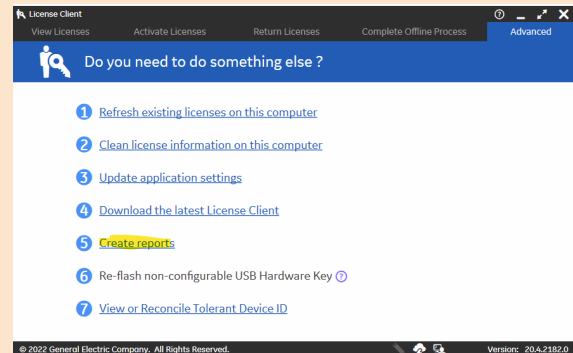 License Client
View Licenses Activate Licenses Return Licenses Complete Offline Process Advanced
Do you need to do something else ?
1 Refresh existing licenses on this computer
2 Clean license information on this computer
3 Update application settings
4 Download the latest License Client
5 Create reports
6 Re-flash non-configurable USB Hardware Key ?
7 View or Reconcile Tolerant Device ID
© 2022 General Electric Company. All Rights Reserved. Version: 20.4.2182.0